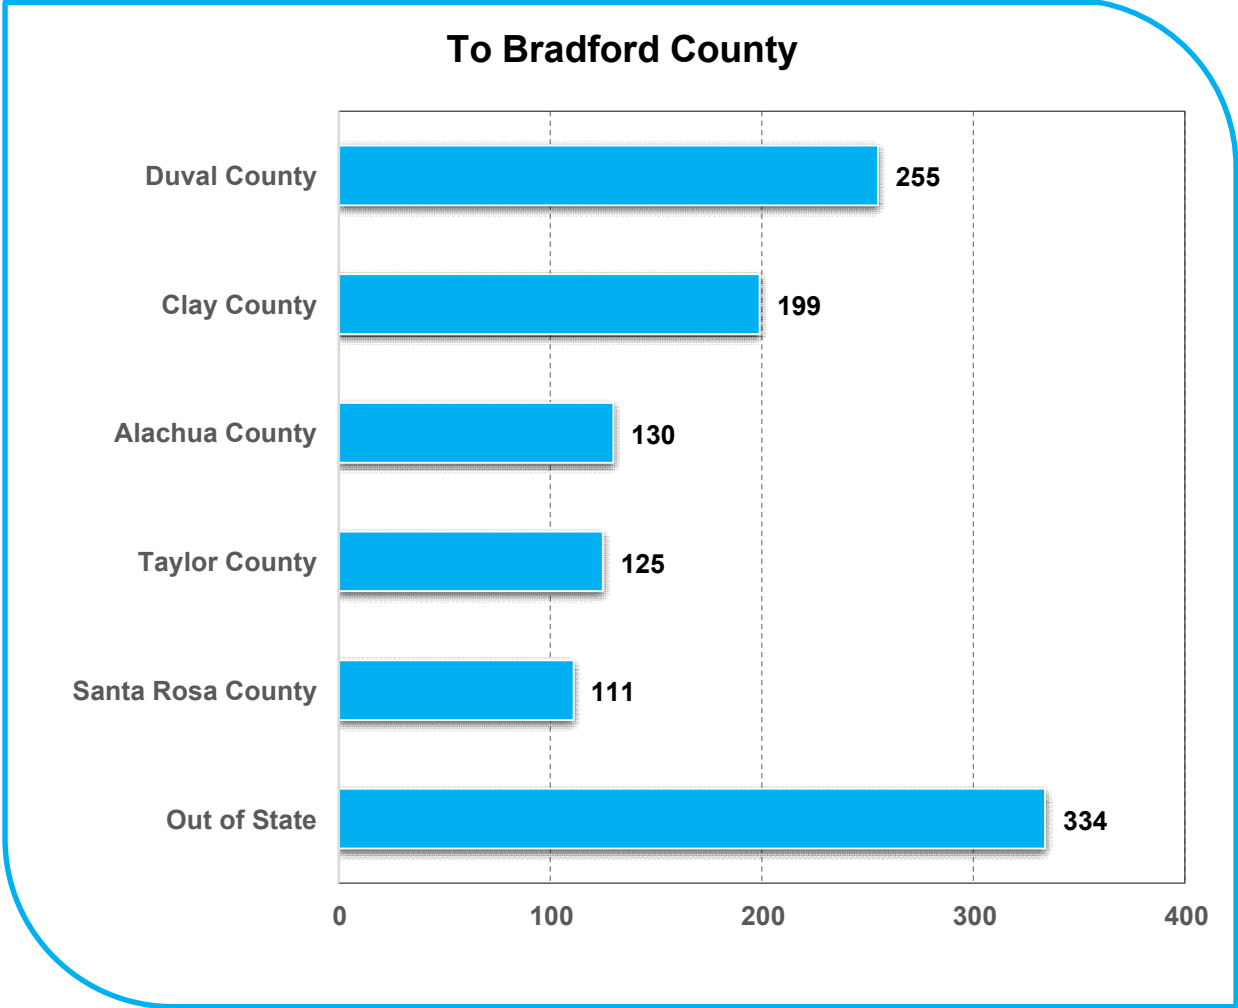 To Bradford County
Duval County
255
Clay County
199
Alachua County
130
Taylor County
125
Santa Rosa County
111
Out of State
334
0 100 200 300 400